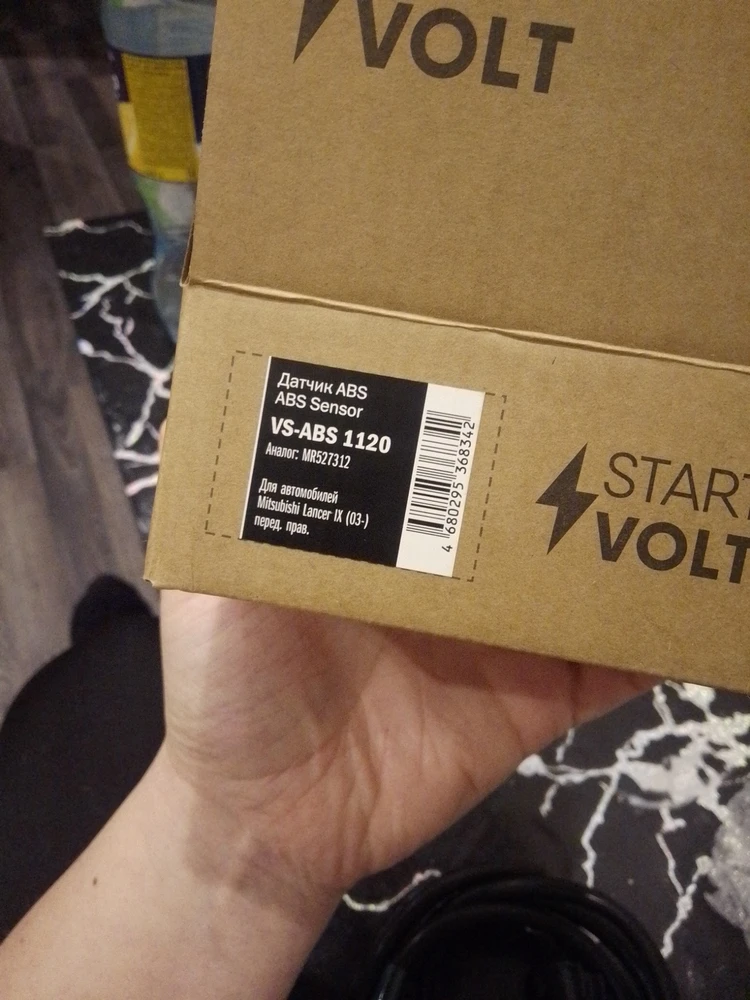 VOLT
Датчик ABS
ABS Sensor
VS-ABS 1120
Аналог: MR527312
Для автомобилей
Mitsubishi Lancer IX (03-)
перед. прав.
4 680295 368342
START
VOLT